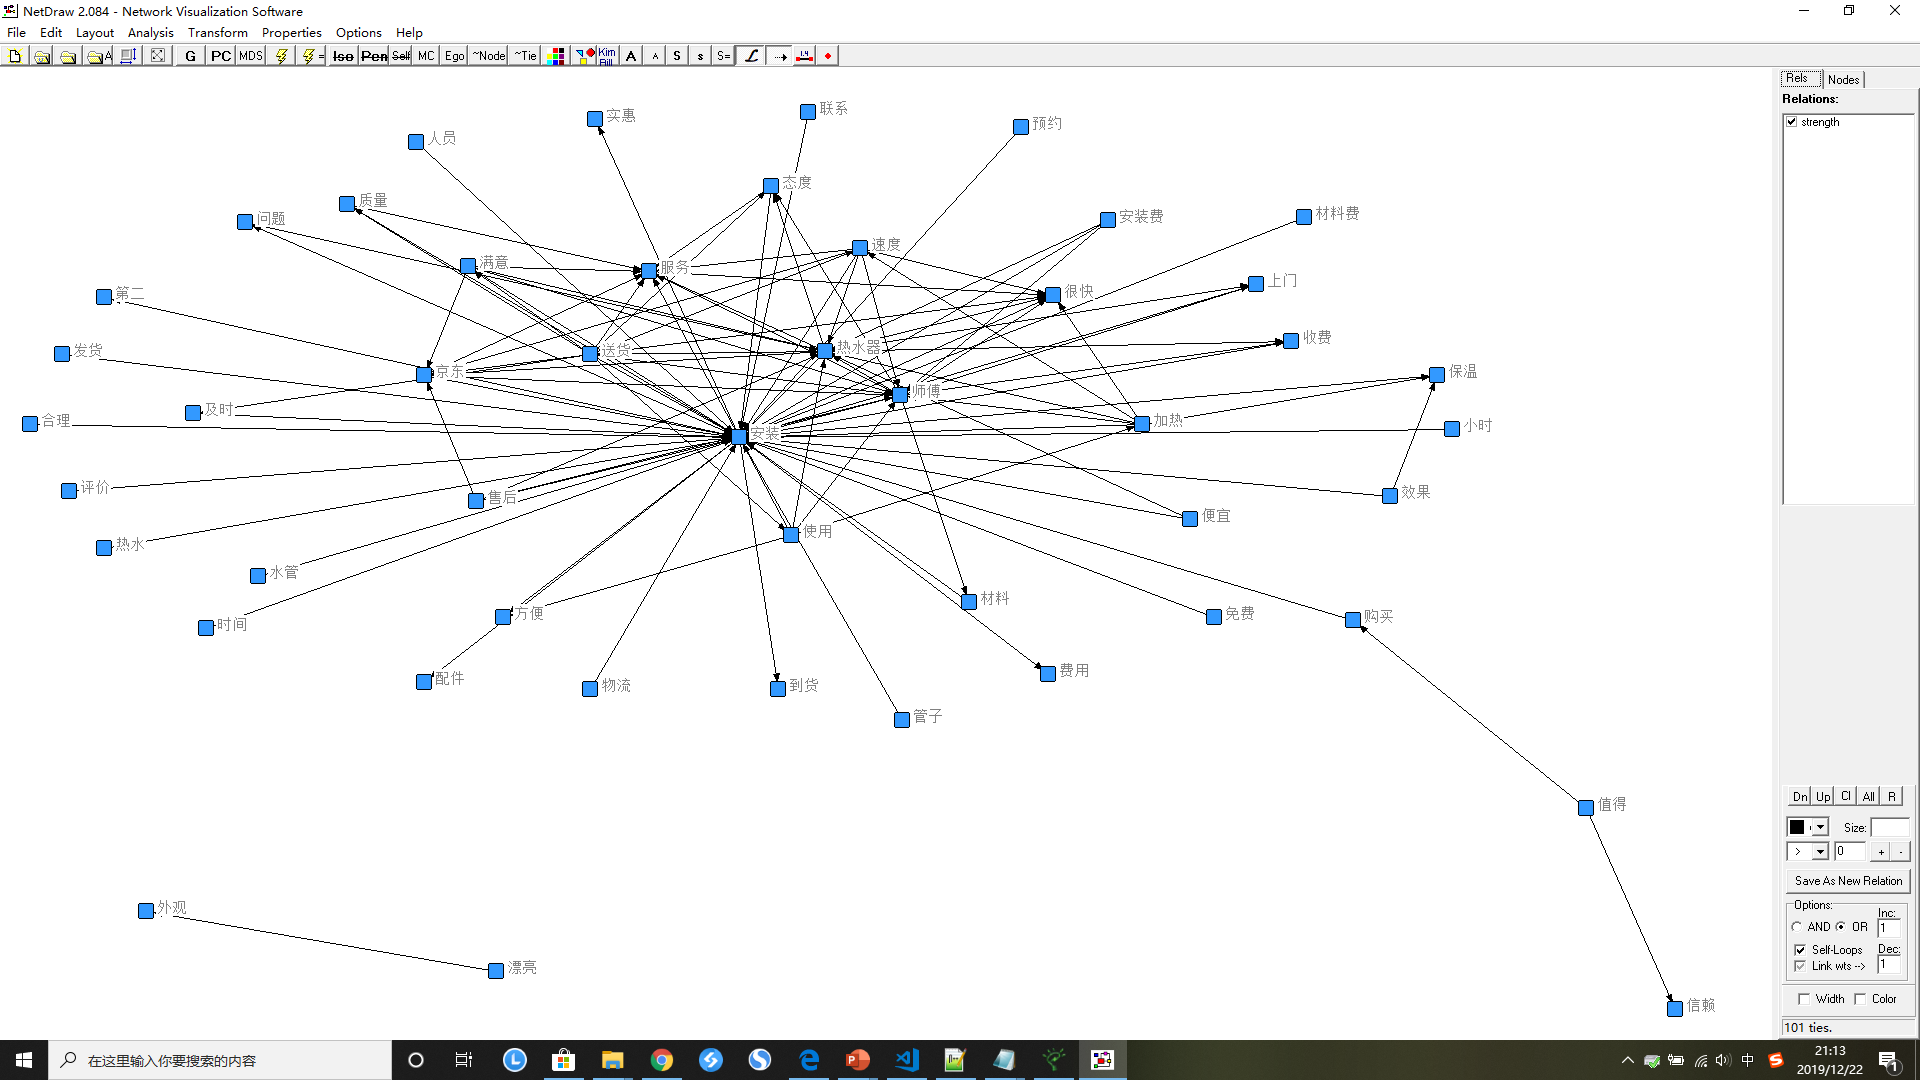 NetDraw 2.084 - Network Visualization Software
File Edit Layout Analysis Transform Properties Options Help
G PC MDS Iso Pen Self MC Ego ~Node ~Tie Kim Bill A A S s S= L
Rels Nodes
Relations:
strength
联系
实惠
预约
人员
态度
质量
材料费
安装费
问题
速度
满意
服务
上门
很快
第二
收费
热水器
送货
发货
京东
保温
师傅
及时
加热
合理
小时
安装
评价
售后
效果
便宜
使用
热水
水管
材料
方便
免费
购买
时间
费用
配件
物流
到货
管子
值得
外观
漂亮
信赖
Dn Up Cl All R
Size:
> 0 + -
Save As New Relation
Options:
Inc:
AND OR 1
Self-Loops Dec:
Link wts --> 1
Width Color
101 ties.
在这里输入你要搜索的内容
中
21:13
2019/12/22
1